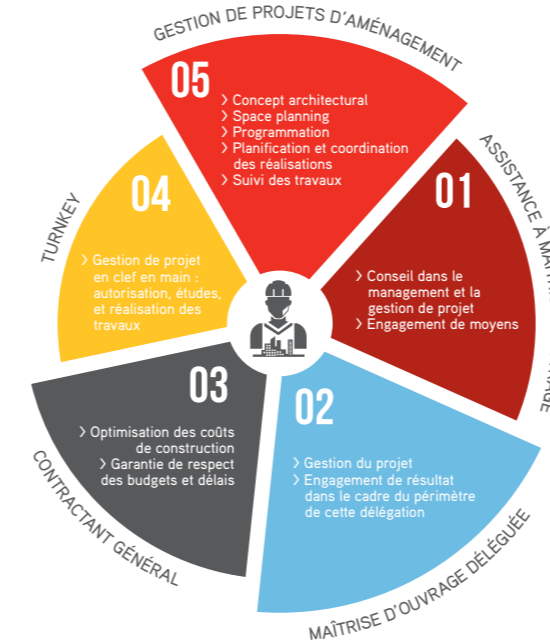 GESTION DE PROJETS D'AMÉNAGEMENT
05
> Concept architectural
> Space planning
> Programmation
> Planification et coordination
des réalisations
> Suivi des travaux
ASSISTANCE À
01
> Conseil dans le
management et la
gestion de projet
> Engagement de moyens
MAÎTRISE D'OUVRAGE DÉLÉGUÉE
02
> Gestion du projet
> Engagement de résultat
dans le cadre du périmètre
de cette délégation
CONTRACTANT GÉNÉRAL
03
> Optimisation des coûts
de construction
> Garantie de respect
des budgets et délais
TURNKEY
04
> Gestion de projet
en clef en main :
autorisation, études,
et réalisation des
travaux